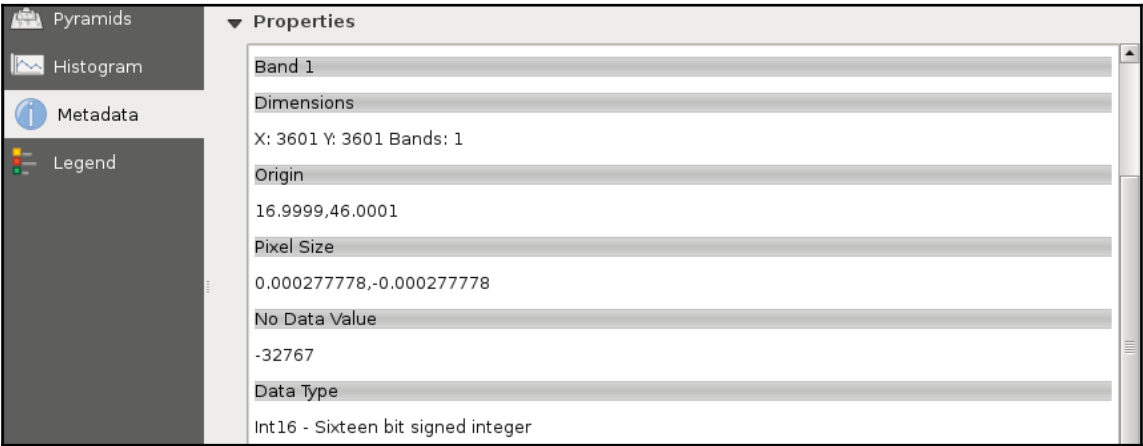 Pyramids
Histogram
Metadata
Legend
Properties
Band 1
Dimensions
X: 3601 Y: 3601 Bands: 1
Origin
16.9999,46.0001
Pixel Size
0.000277778,-0.000277778
No Data Value
-32767
Data Type
Int16 - Sixteen bit signed integer